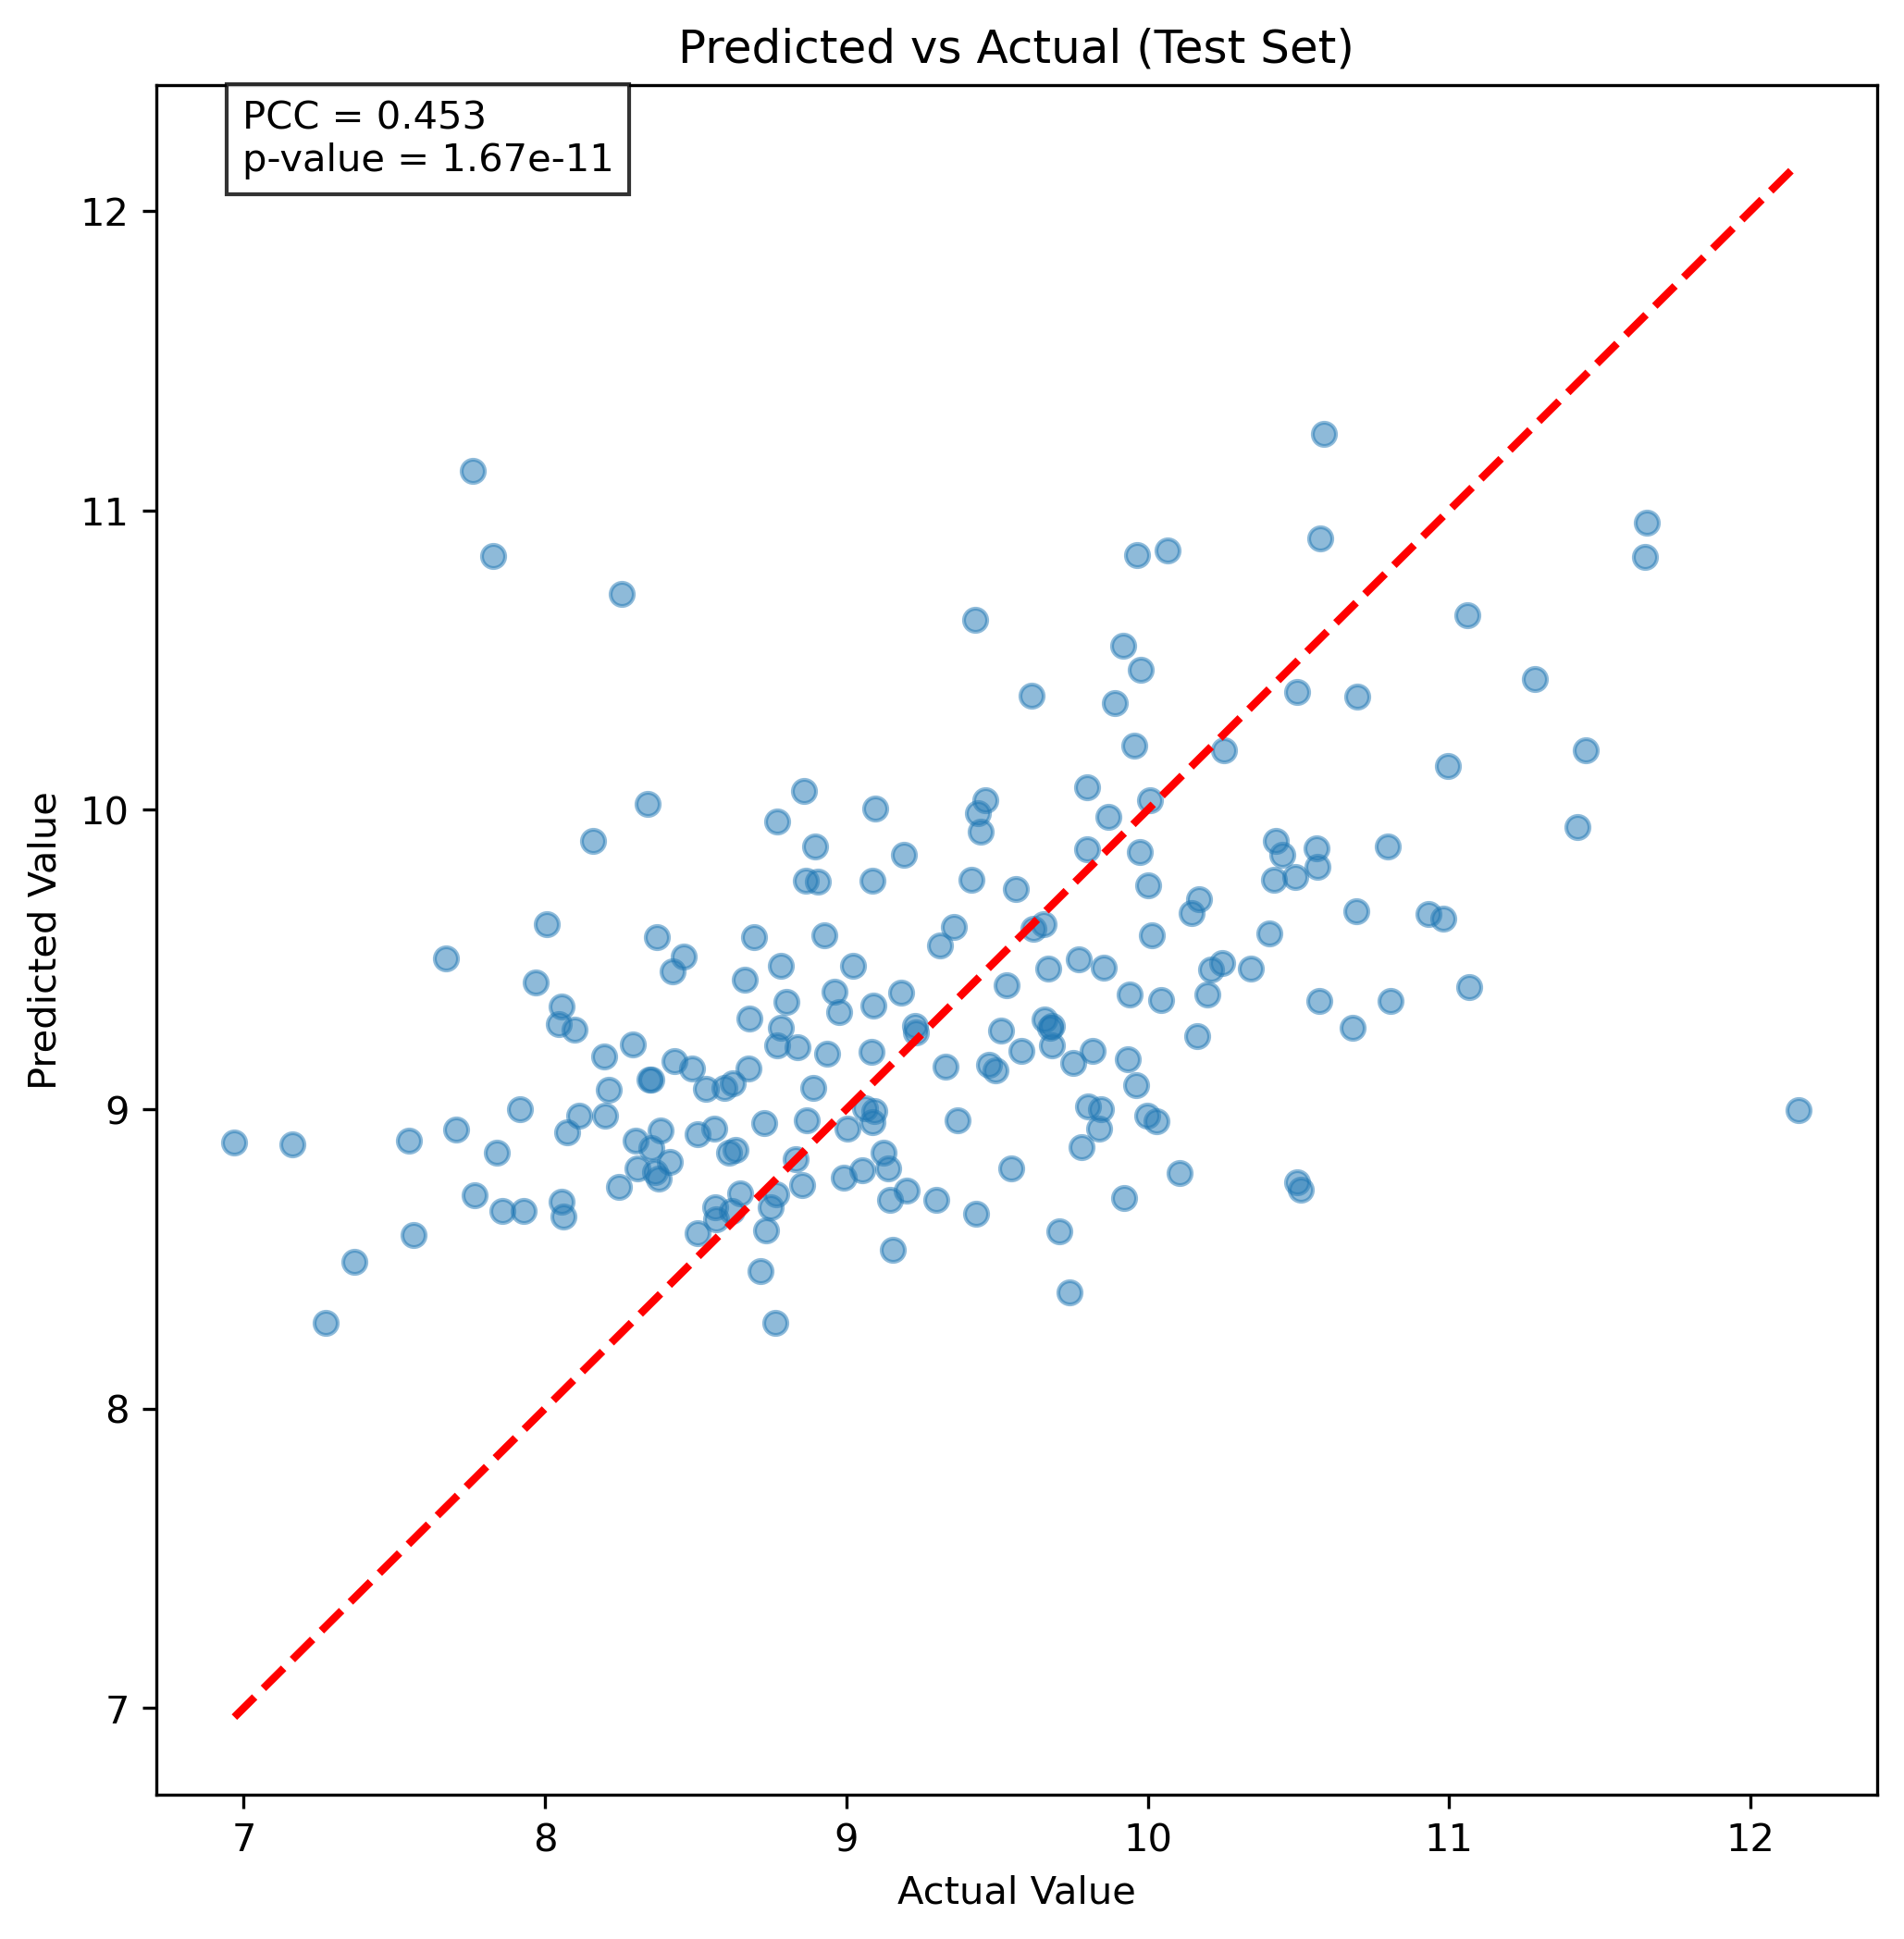 Predicted vs Actual (Test Set)
PCC = 0.453
p-value = 1.67e-11
12
11
10
9
8
7
Predicted Value
7 8 9 10 11 12
Actual Value